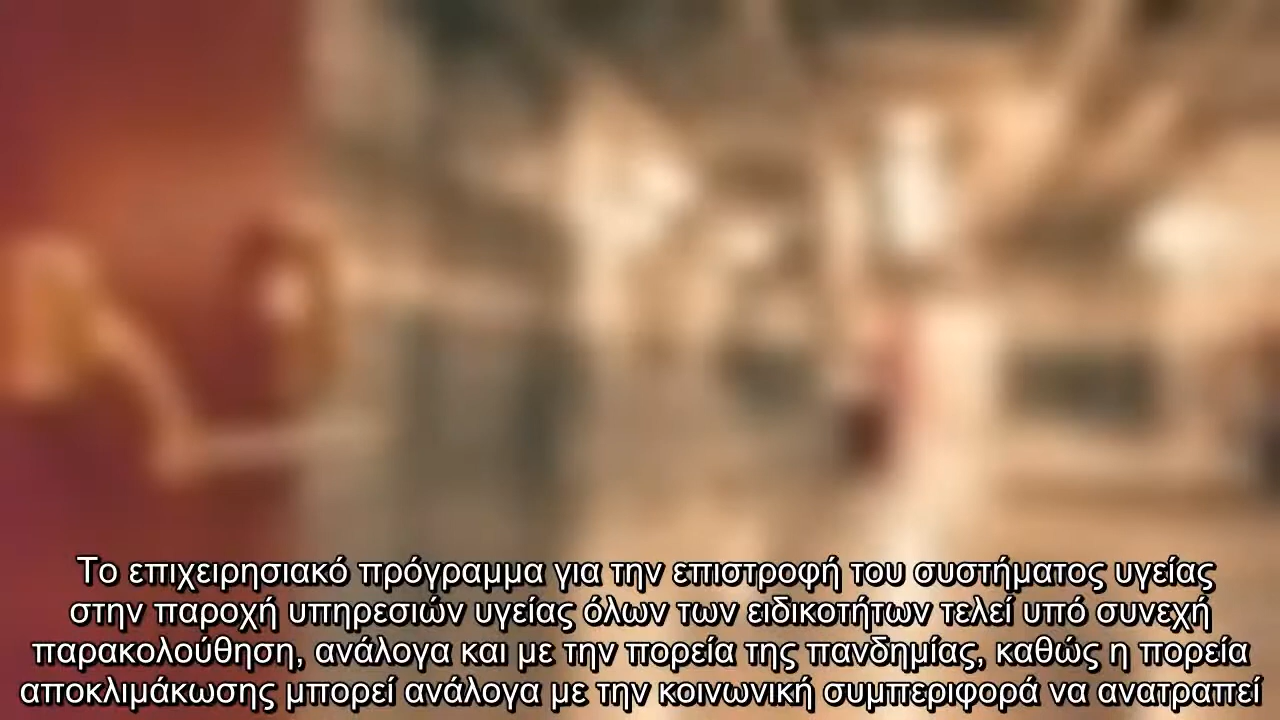 Το επιχειρησιακό πρόγραμμα για την επιστροφή του συστήματος υγείας
στην παροχή υπηρεσιών υγείας όλων των ειδικοτήτων τελεί υπό συνεχή
παρακολούθηση, ανάλογα και με την πορεία της πανδημίας, καθώς η πορεία
αποκλιμάκωσης μπορεί ανάλογα με την κοινωνική συμπεριφορά να ανατραπεί